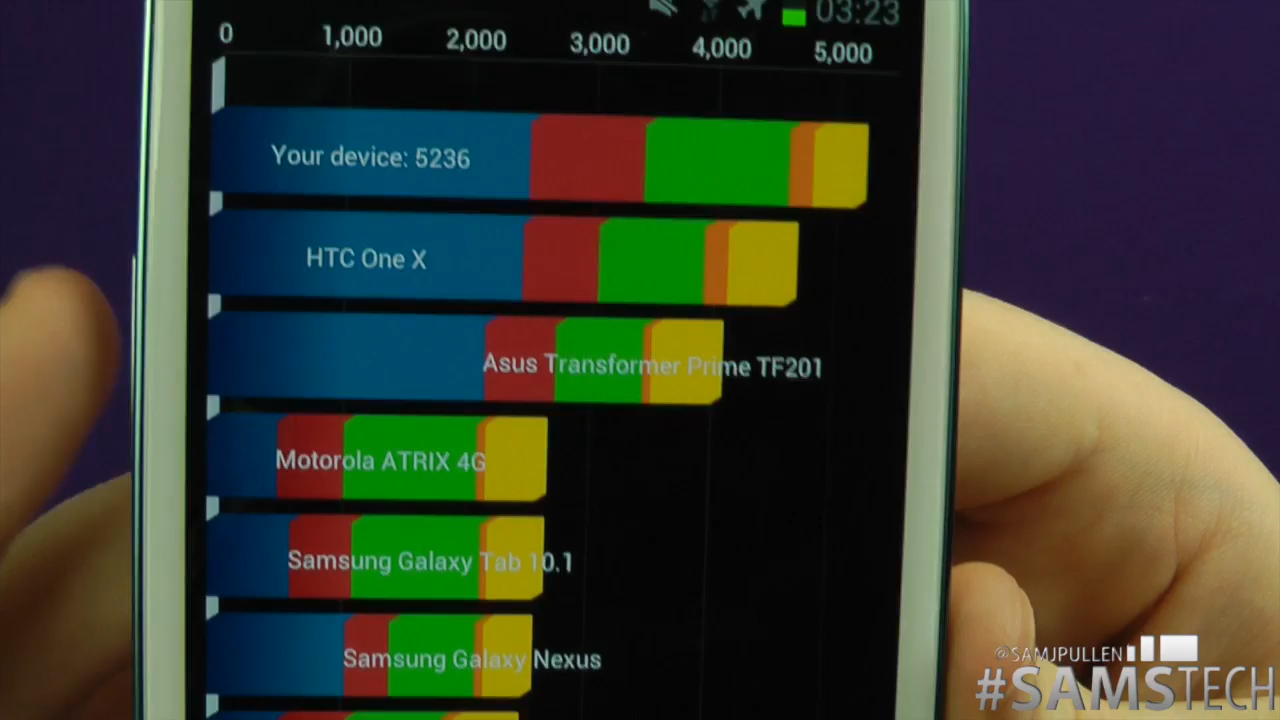 03:23
0 1,000 2,000 3,000 4,000 5,000
Your device: 5236
HTC One X
Asus Transformer Prime TF201
Motorola ATRIX 4G
Samsung Galaxy Tab 10.1
Samsung Galaxy Nexus
@SAMJPULLEN
#SAMSTECH